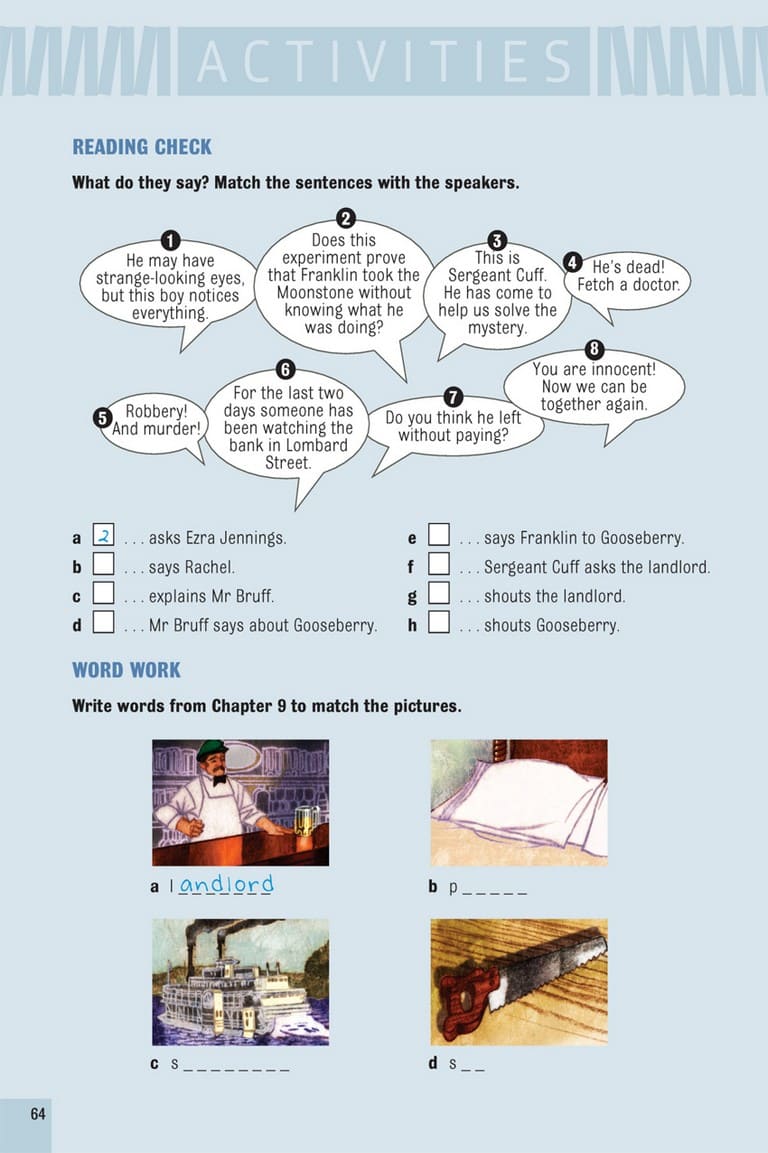 ACTIVITIES
READING CHECK
What do they say? Match the sentences with the speakers.
1
He may have
strange-looking eyes,
but this boy notices
everything.
2
Does this
experiment prove
that Franklin took the
Moonstone without
knowing what he
was doing?
3
This is
Sergeant Cuff.
He has come to
help us solve the
mystery.
4
He's dead!
Fetch a doctor.
5
Robbery!
And murder!
6
For the last two
days someone has
been watching the
bank in Lombard
Street.
7
Do you think he left
without paying?
8
You are innocent!
Now we can be
together again.
a 2 . . . asks Ezra Jennings.
b . . . says Rachel.
c . . . explains Mr Bruff.
d . . . Mr Bruff says about Gooseberry.
e . . . says Franklin to Gooseberry.
f . . . Sergeant Cuff asks the landlord.
g . . . shouts the landlord.
h . . . shouts Gooseberry.
WORD WORK
Write words from Chapter 9 to match the pictures.
a landlord
b p _ _ _ _ _
c s _ _ _ _ _ _ _ _
d s _ _
64